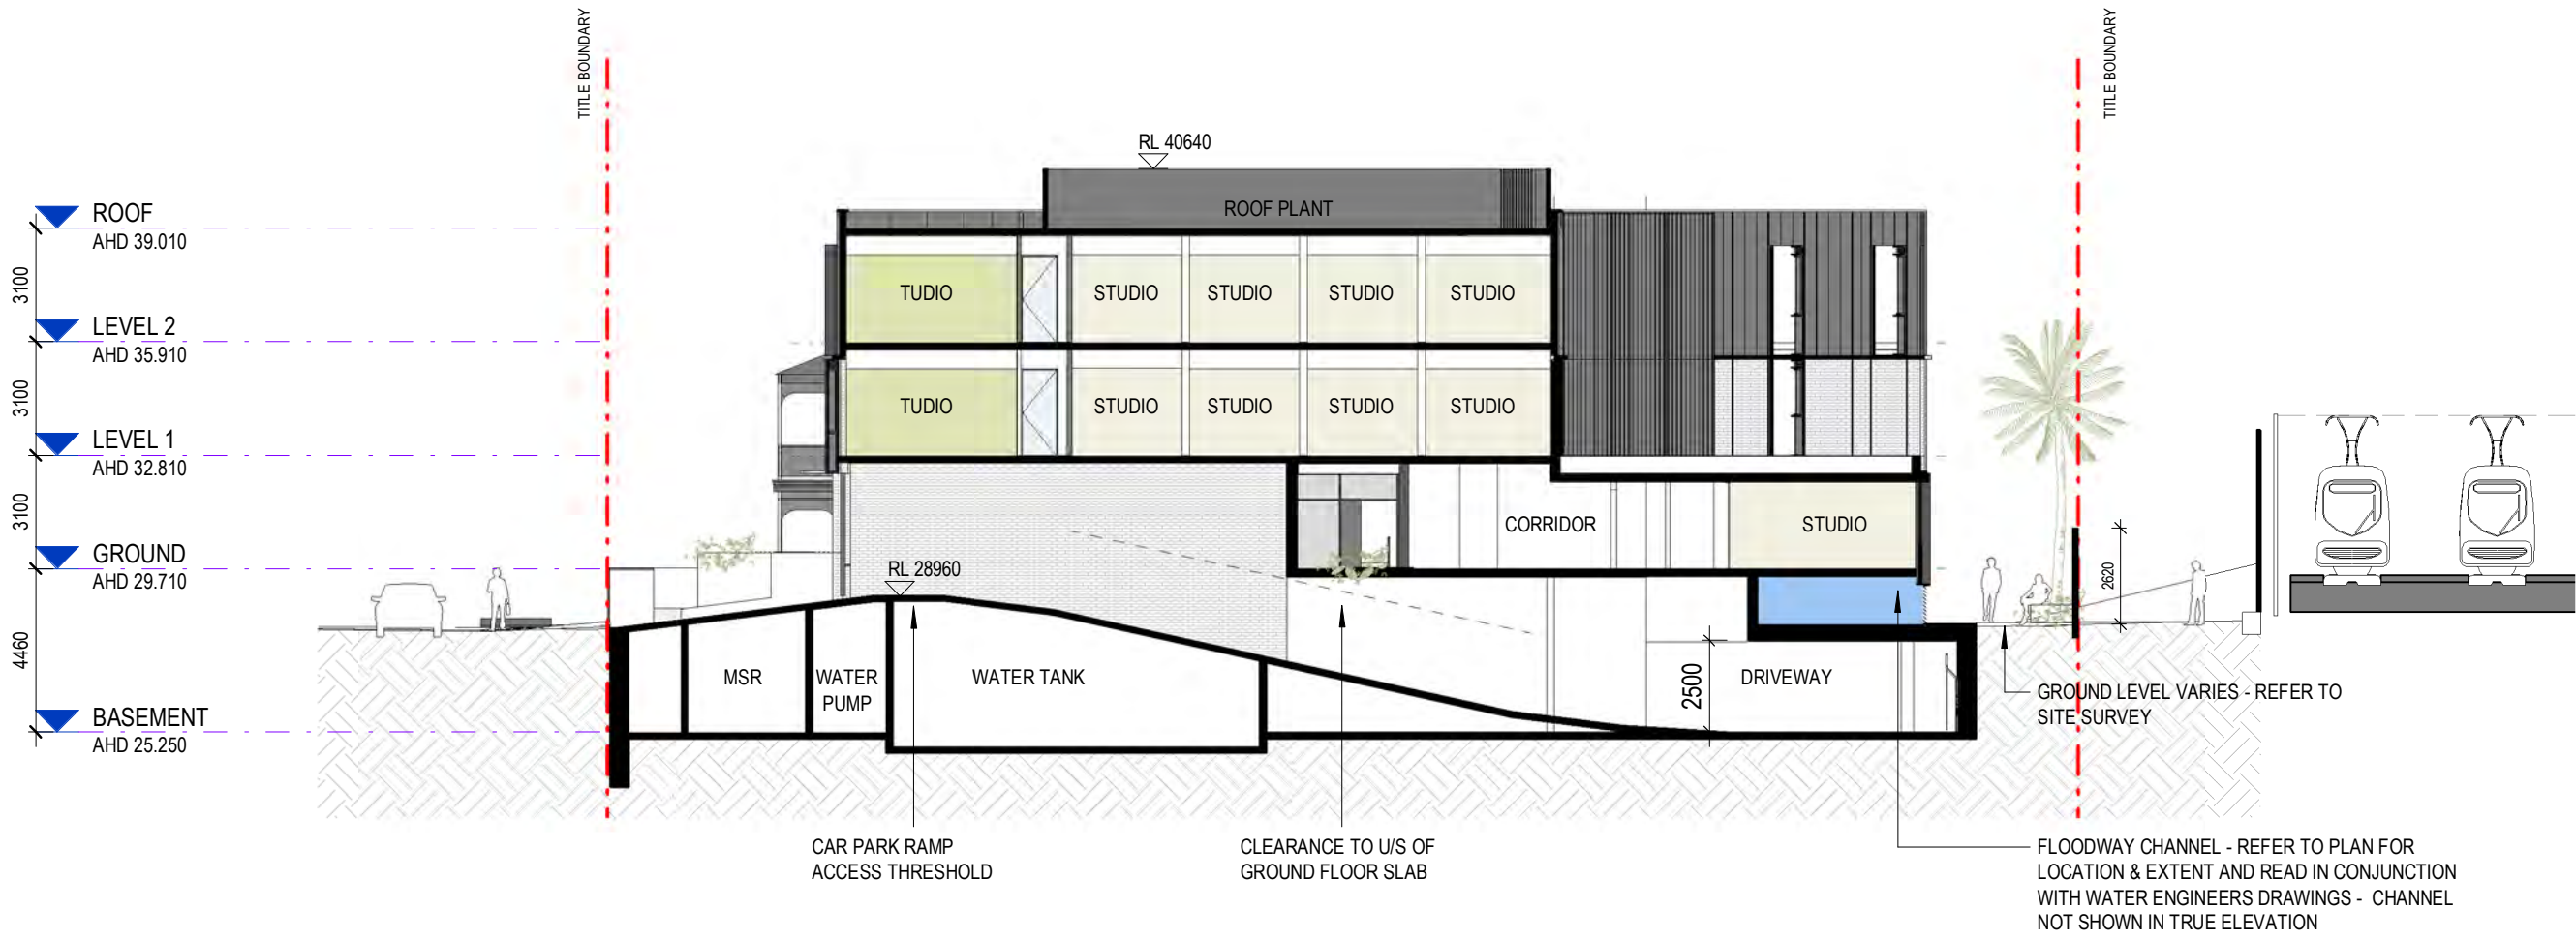 TITLE BOUNDARY
TITLE BOUNDARY
RL 40640
ROOF PLANT
ROOF
AHD 39.010
3100
TUDIO
STUDIO
STUDIO
STUDIO
STUDIO
LEVEL 2
AHD 35.910
3100
TUDIO
STUDIO
STUDIO
STUDIO
STUDIO
LEVEL 1
AHD 32.810
3100
CORRIDOR
STUDIO
GROUND
AHD 29.710
RL 28960
2620
4460
MSR
WATER
PUMP
WATER TANK
2500
DRIVEWAY
GROUND LEVEL VARIES - REFER TO
SITE SURVEY
BASEMENT
AHD 25.250
CAR PARK RAMP
ACCESS THRESHOLD
CLEARANCE TO U/S OF
GROUND FLOOR SLAB
FLOODWAY CHANNEL - REFER TO PLAN FOR
LOCATION & EXTENT AND READ IN CONJUNCTION
WITH WATER ENGINEERS DRAWINGS - CHANNEL
NOT SHOWN IN TRUE ELEVATION